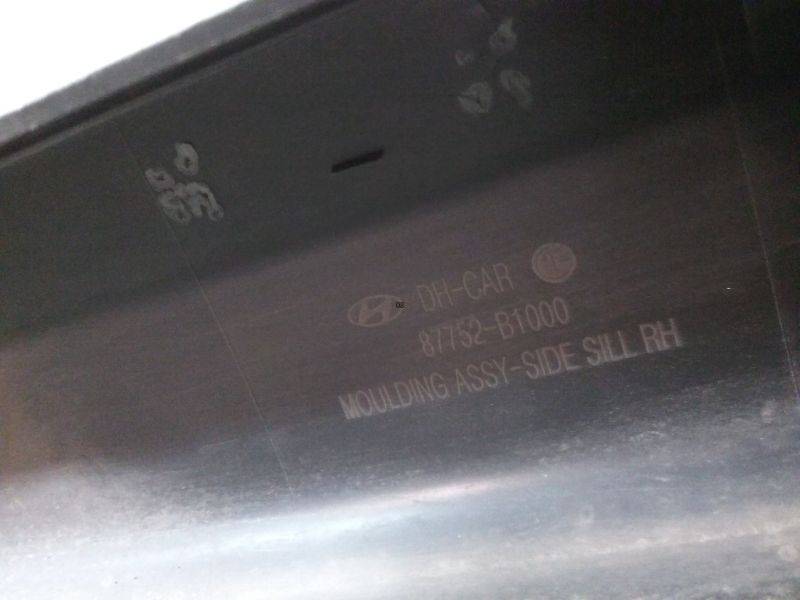 DH-CAR
87752-B1000
MOULDING ASSY-SIDE SILL RH